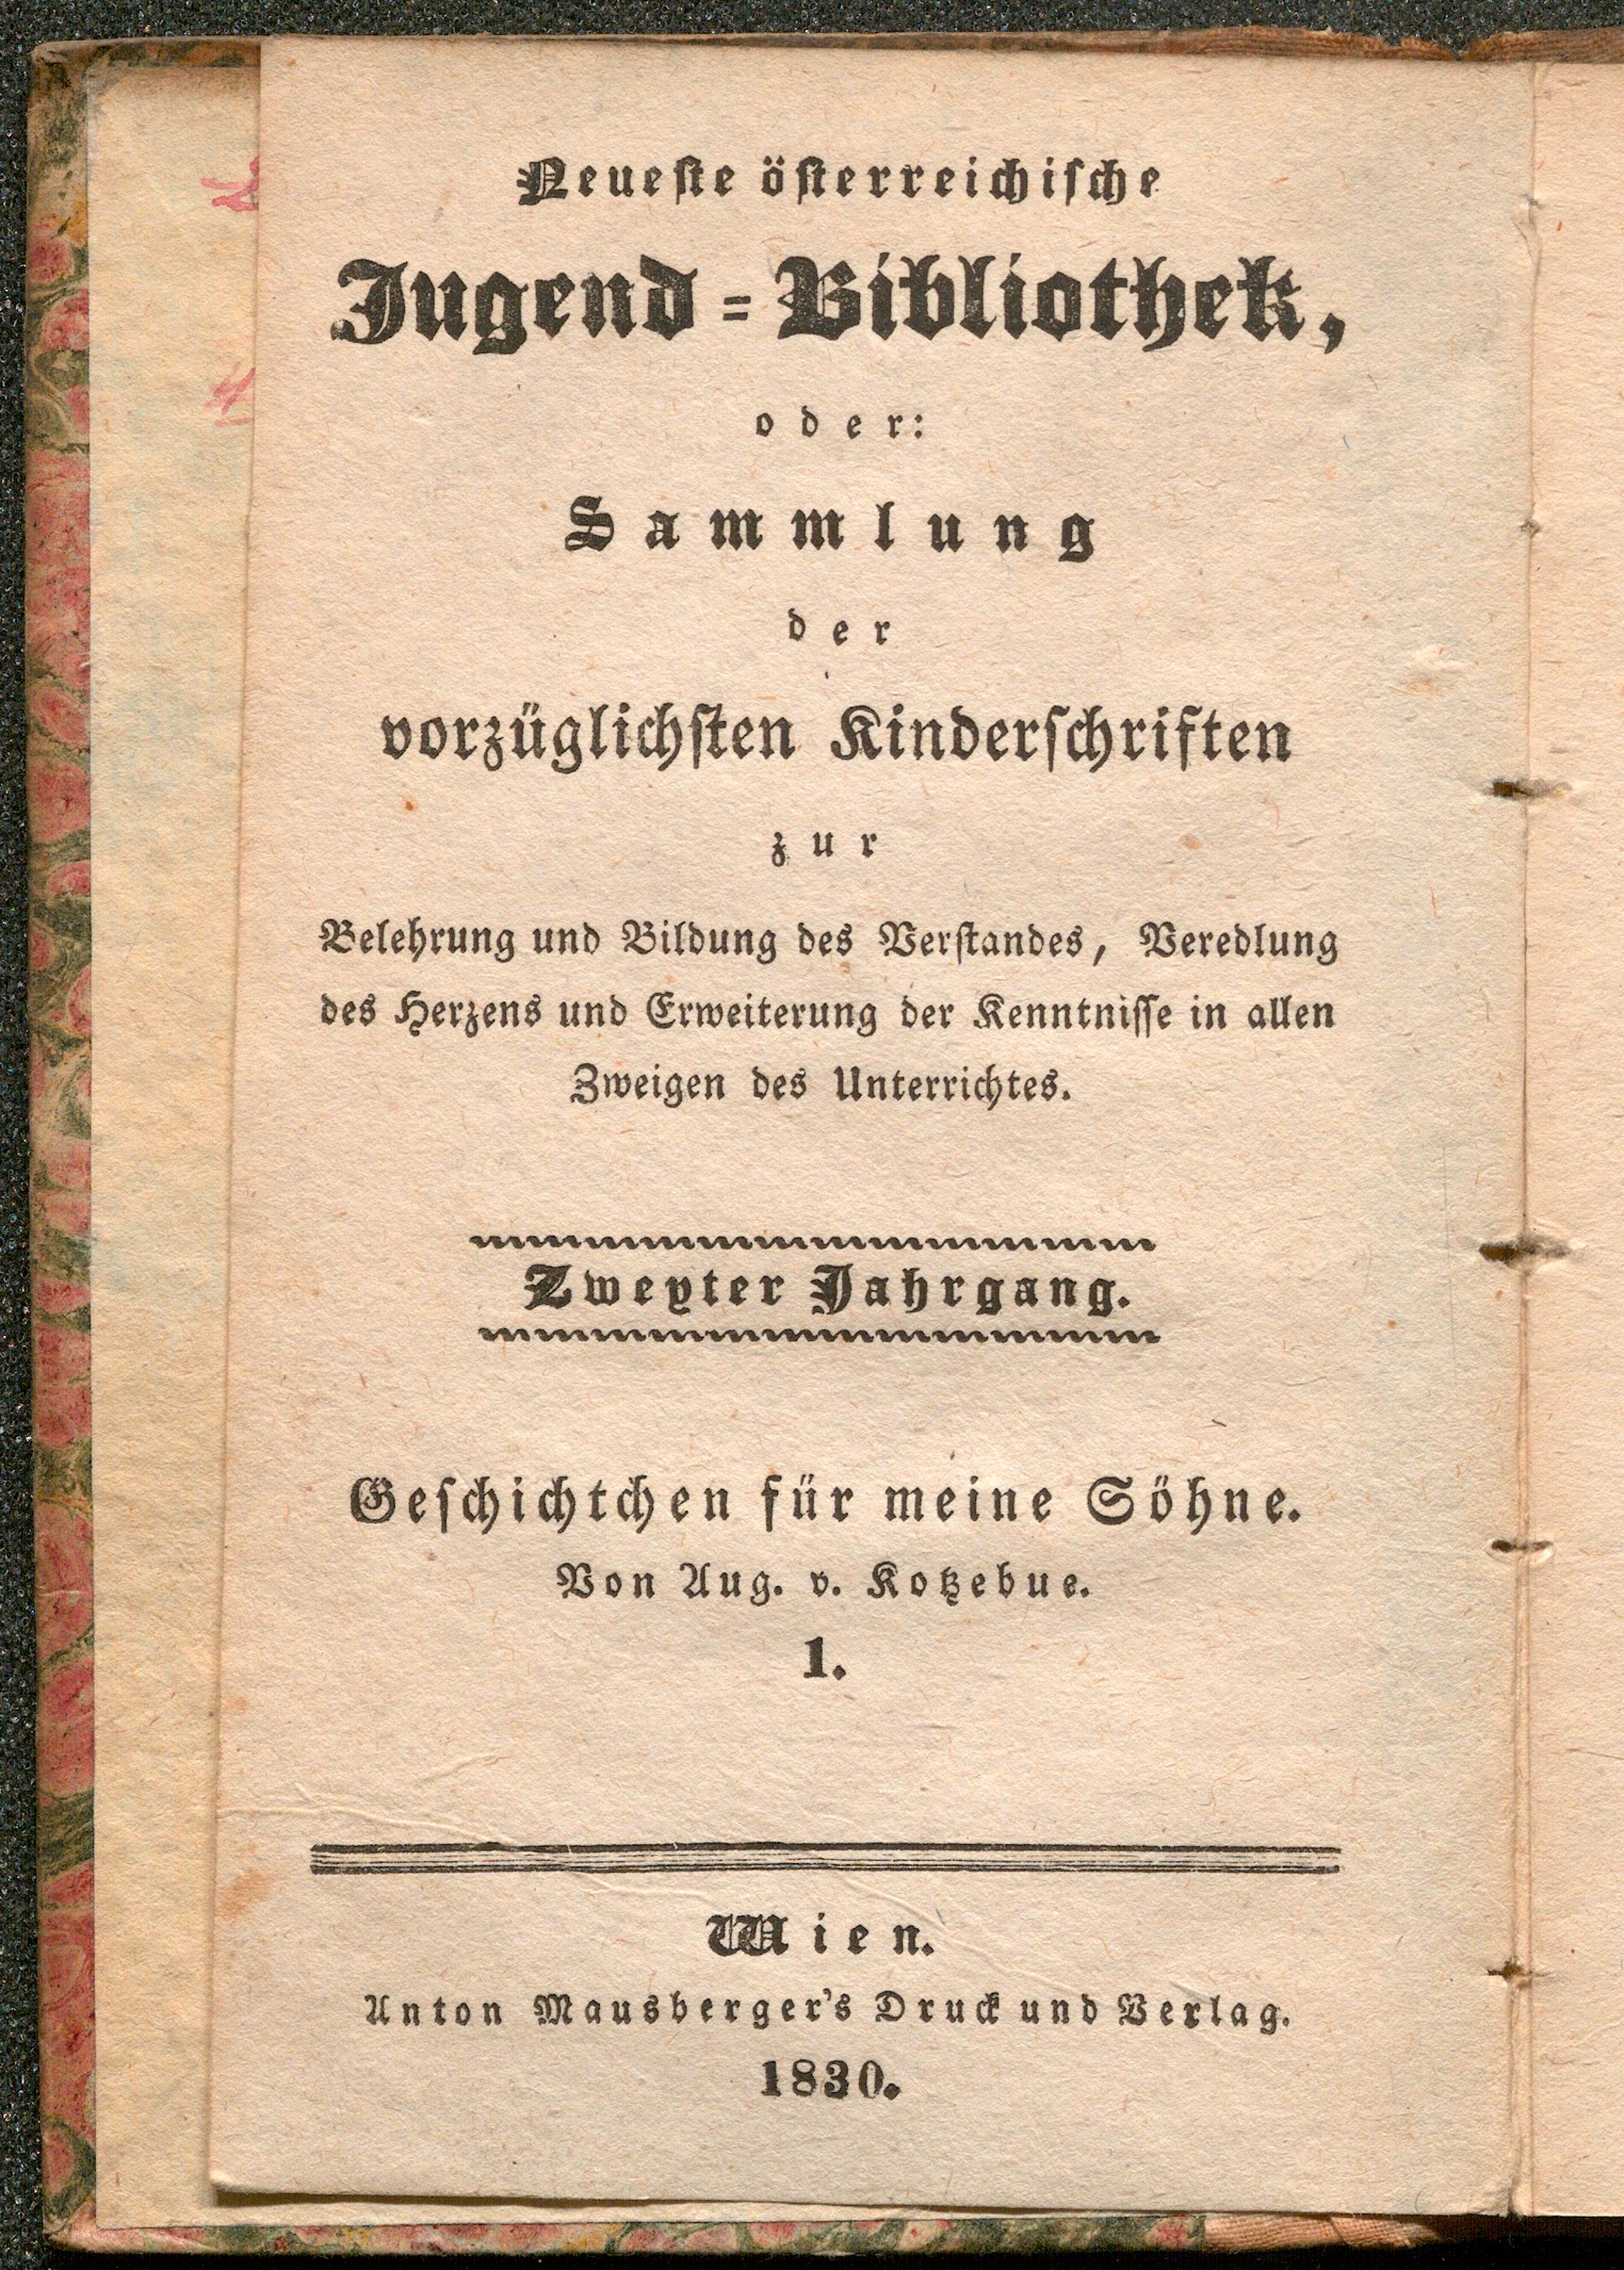 Neueſte öſterreichiſche
Jugend=Bibliothek,
oder:
Sammlung
der
vorzüglichſten Kinderſchriften
zur
Belehrung und Bildung des Verſtandes, Veredlung
des Herzens und Erweiterung der Kenntniſſe in allen
Zweigen des Unterrichtes.
Zweyter Jahrgang.
Geſchichtchen für meine Söhne.
Von Aug. v. Kotzebue.
1.
Wien.
Anton Mausberger's Druck und Verlag.
1830.